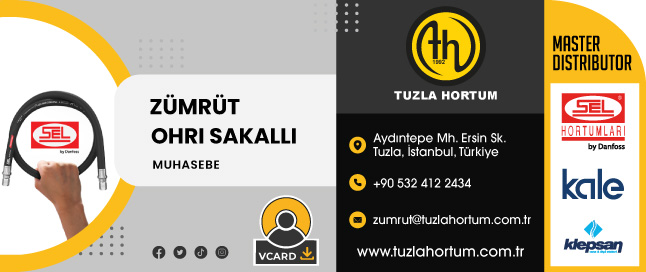 SEL
by Danfoss
ZÜMRÜT
OHRI SAKALLI
MUHASEBE
VCARD
th
1992
TUZLA HORTUM
Aydıntepe Mh. Ersin Sk.
Tuzla, İstanbul, Türkiye
+90 532 412 2434
zumrut@tuzlahortum.com.tr
www.tuzlahortum.com.tr
MASTER
DISTRIBUTOR
SEL
HORTUMLARI
by Danfoss
kale
klepsan